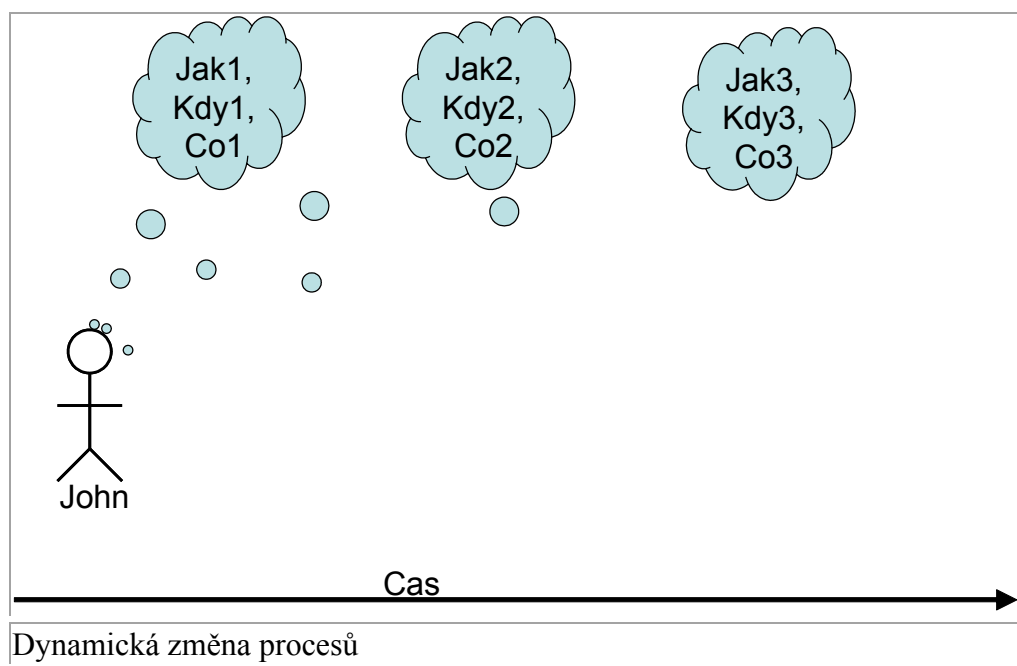 Jak1,
Kdy1,
Co1
Jak2,
Kdy2,
Co2
Jak3,
Kdy3,
Co3
John
Cas
Dynamická změna procesů